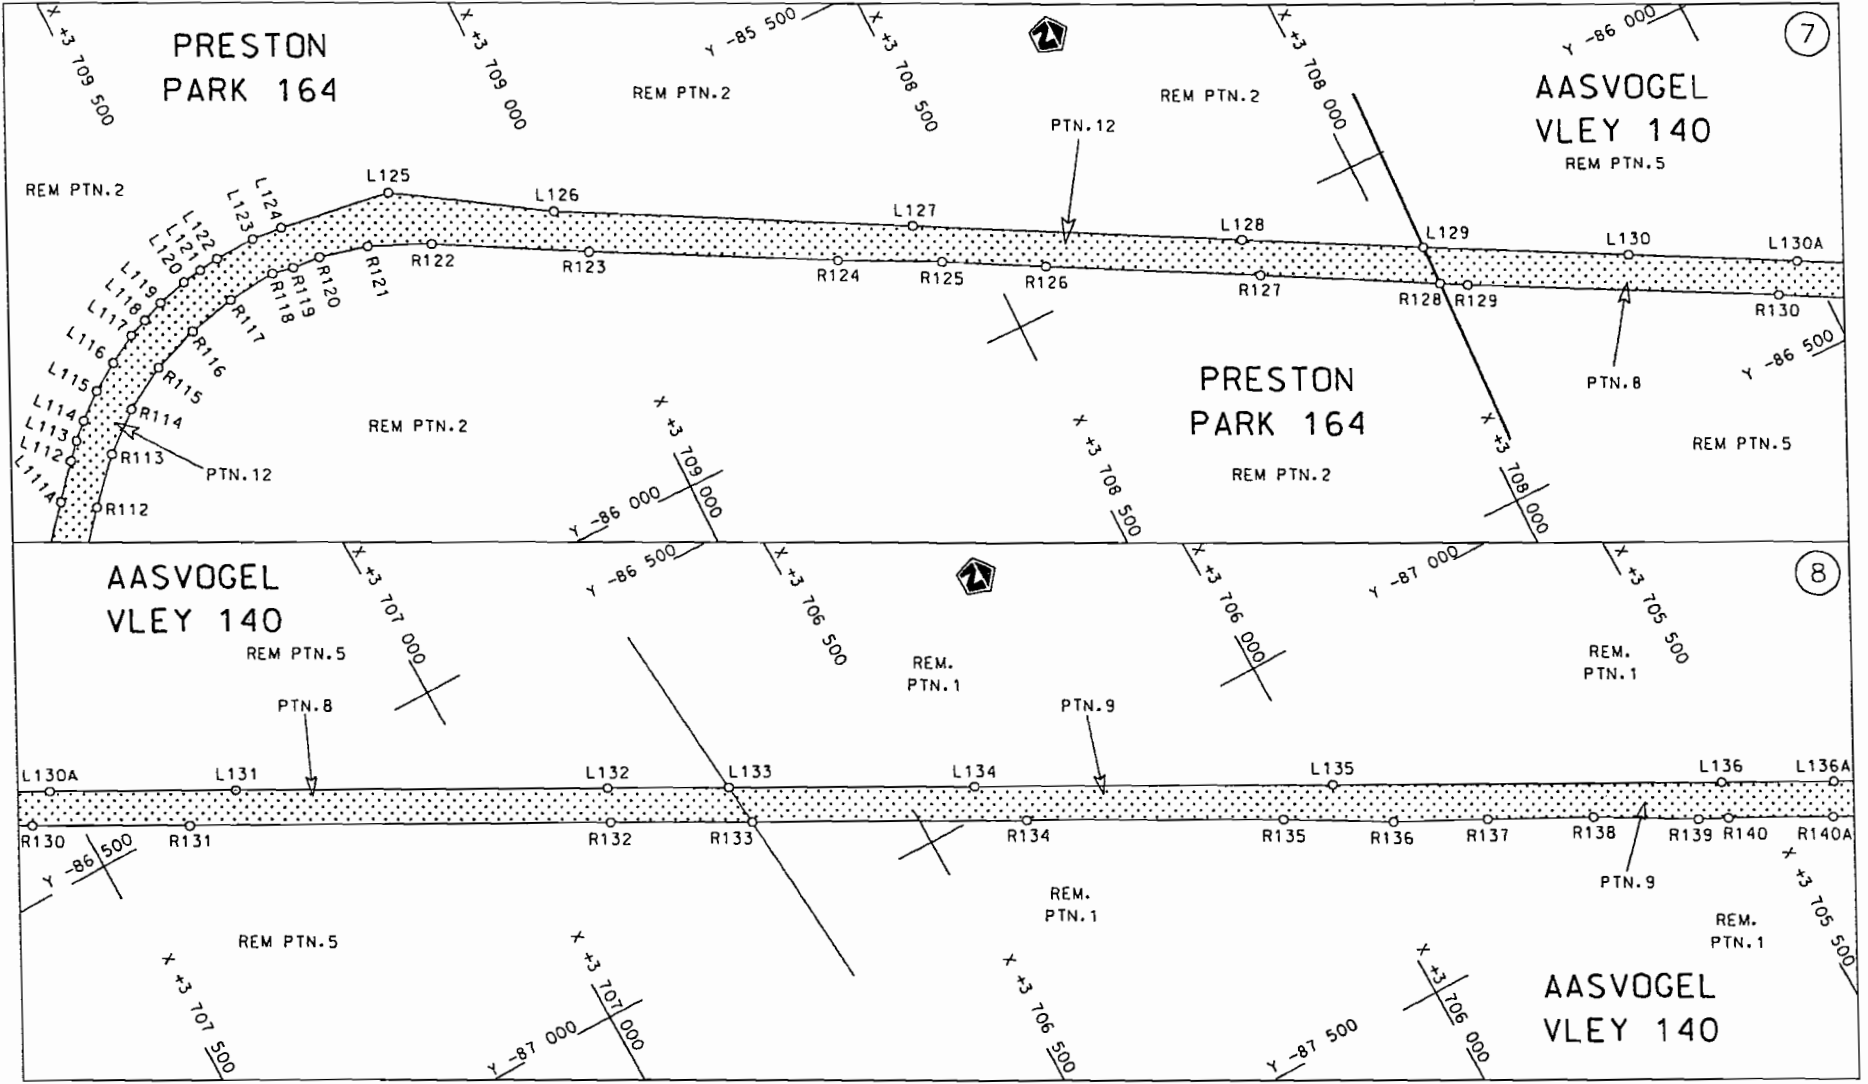 X +3 709 500
PRESTON
PARK 164
X +3 709 000
Y -85 500
REM PTN.2
X +3 708 500
N
PTN.12
REM PTN.2
X +3 708 000
Y -86 000
7
AASVOGEL
VLEY 140
REM PTN.5
REM PTN.2
L111A
L112
L113
L114
L115
L116
L117
L118
L119
L120
L121
L122
L123
L124
L125
L126
L127
L128
L129
L130
L130A
R112
R113
R114
R115
R116
R117
R118
R119
R120
R121
R122
R123
R124
R125
R126
R127
R128
R129
R130
PTN.12
REM PTN.2
X +3 709 000
Y -86 000
X +3 708 500
PRESTON
PARK 164
REM PTN.2
X +3 708 000
PTN.8
Y -86 500
REM PTN.5
AASVOGEL
VLEY 140
REM PTN.5
X +3 707 000
Y -86 500
X +3 706 500
N
REM.
PTN.1
X +3 706 000
Y -87 000
X +3 705 500
8
REM.
PTN.1
PTN.8
PTN.9
L130A
L131
L132
L133
L134
L135
L136
L136A
R130
R131
R132
R133
R134
R135
R136
R137
R138
R139
R140
R140A
Y -86 500
REM PTN.5
X +3 707 500
X +3 707 000
Y -87 000
REM.
PTN.1
X +3 706 500
Y -87 500
X +3 706 000
PTN.9
REM.
PTN.1
X +3 705 500
AASVOGEL
VLEY 140